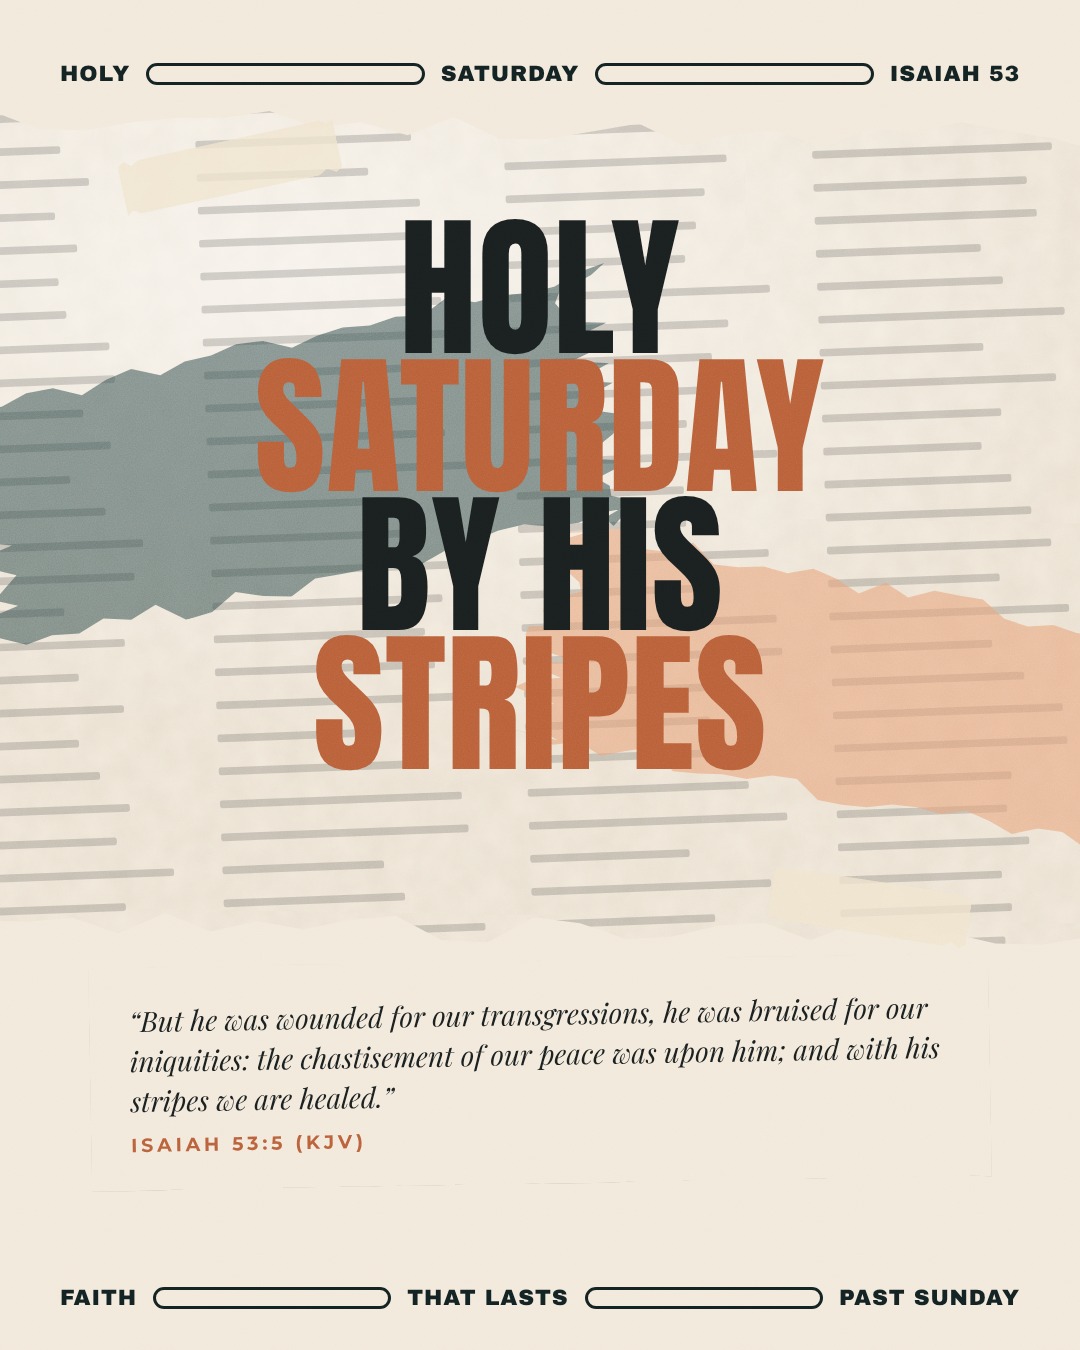 HOLY SATURDAY ISAIAH 53
HOLY
SATURDAY
BY HIS
STRIPES
“But he was wounded for our transgressions, he was bruised for our
iniquities: the chastisement of our peace was upon him; and with his
stripes we are healed.”
ISAIAH 53:5 (KJV)
FAITH THAT LASTS PAST SUNDAY